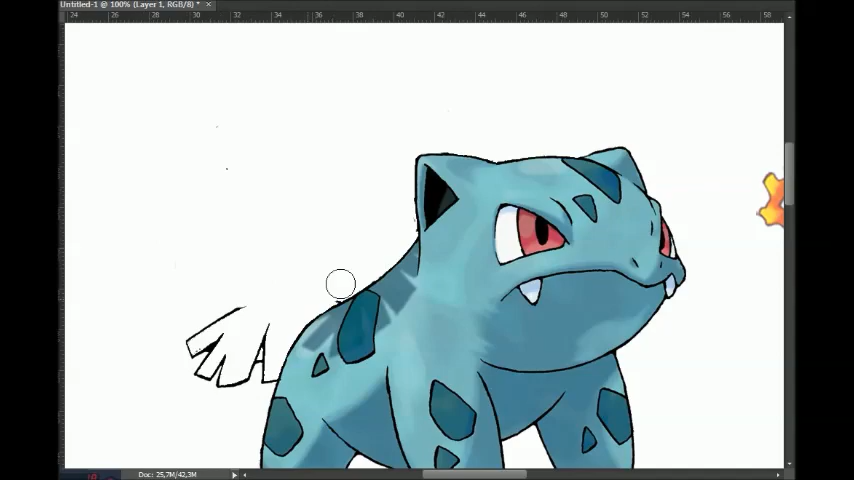 Untitled-1 @ 100% (Layer 1, RGB/8) * ×
24 26 28 30 32 34 36 38 40 42 44 46 48 50 52 54 56 58
Doc: 25,7M/42,3M